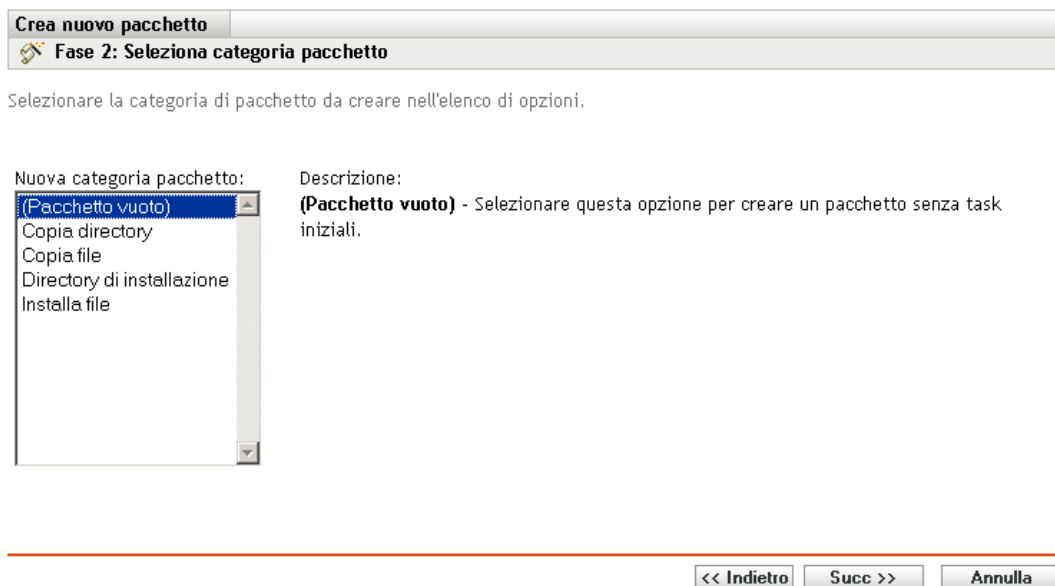 Crea nuovo pacchetto
Fase 2: Seleziona categoria pacchetto
Selezionare la categoria di pacchetto da creare nell'elenco di opzioni.
Nuova categoria pacchetto:
(Pacchetto vuoto)
Copia directory
Copia file
Directory di installazione
Installa file
Descrizione:
(Pacchetto vuoto) - Selezionare questa opzione per creare un pacchetto senza task
iniziali.
<< Indietro
Succ >>
Annulla